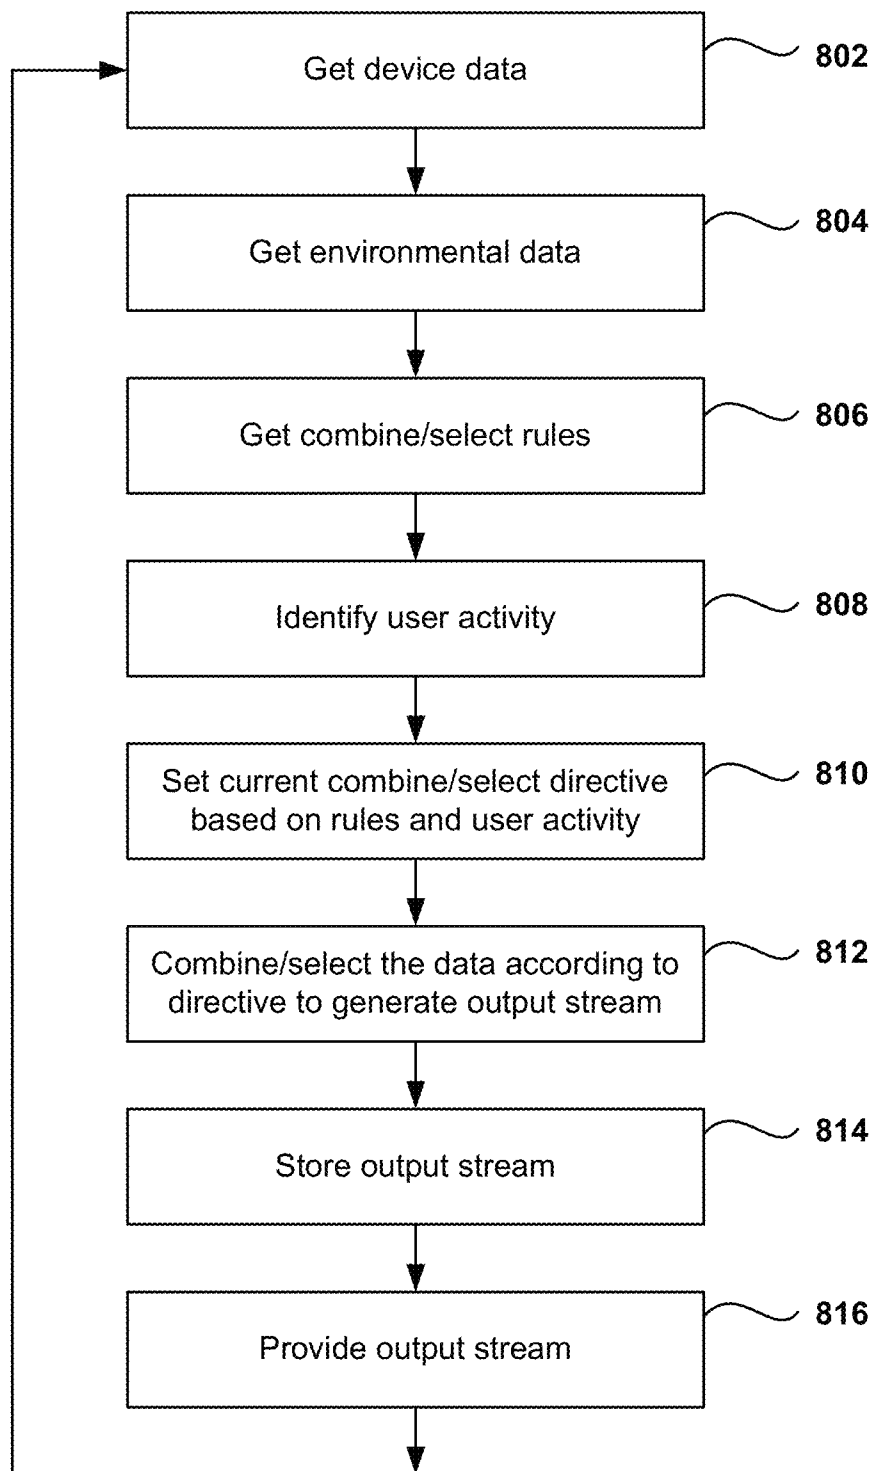 Get device data
802
Get environmental data
804
Get combine/select rules
806
Identify user activity
808
Set current combine/select directive
based on rules and user activity
810
Combine/select the data according to
directive to generate output stream
812
Store output stream
814
Provide output stream
816